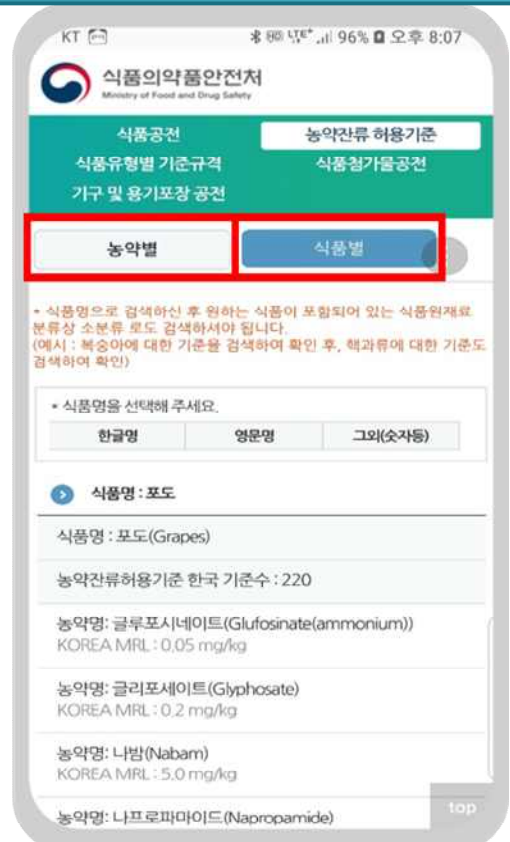 KT
LTE+ 96% 오후 8:07
식품의약품안전처
Ministry of Food and Drug Safety
식품공전 농약잔류 허용기준
식품유형별 기준규격 식품첨가물공전
기구 및 용기포장 공전
농약별 식품별
* 식품명으로 검색하신 후 원하는 식품이 포함되어 있는 식품원재료
분류상 소분류 로도 검색하셔야 됩니다.
(예시 : 복숭아에 대한 기준을 검색하여 확인 후, 핵과류에 대한 기준도
검색하여 확인)
* 식품명을 선택해 주세요.
한글명 영문명 그외(숫자등)
식품명 : 포도
식품명 : 포도(Grapes)
농약잔류허용기준 한국 기준수 : 220
농약명: 글루포시네이트(Glufosinate(ammonium))
KOREA MRL : 0.05 mg/kg
농약명: 글리포세이트(Glyphosate)
KOREA MRL : 0.2 mg/kg
농약명: 나밤(Nabam)
KOREA MRL : 5.0 mg/kg
농약명: 나프로파마이드(Napropamide)
top